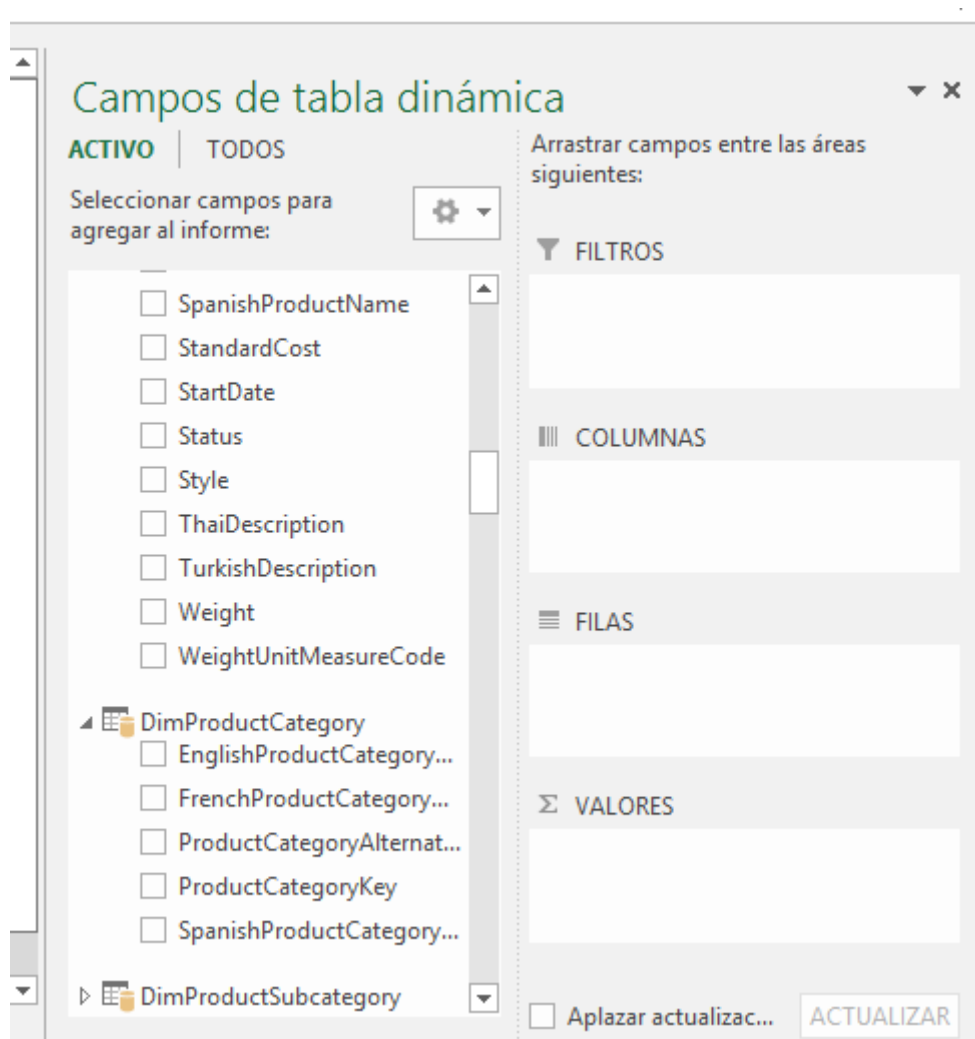 Campos de tabla dinámica
ACTIVO
TODOS
Seleccionar campos para
agregar al informe:
SpanishProductName
StandardCost
StartDate
Status
Style
ThaiDescription
TurkishDescription
Weight
WeightUnitMeasureCode
DimProductCategory
EnglishProductCategory...
FrenchProductCategory...
ProductCategoryAlternat...
ProductCategoryKey
SpanishProductCategory...
DimProductSubcategory
Arrastrar campos entre las áreas
siguientes:
FILTROS
COLUMNAS
FILAS
Σ VALORES
Aplazar actualizac...
ACTUALIZAR